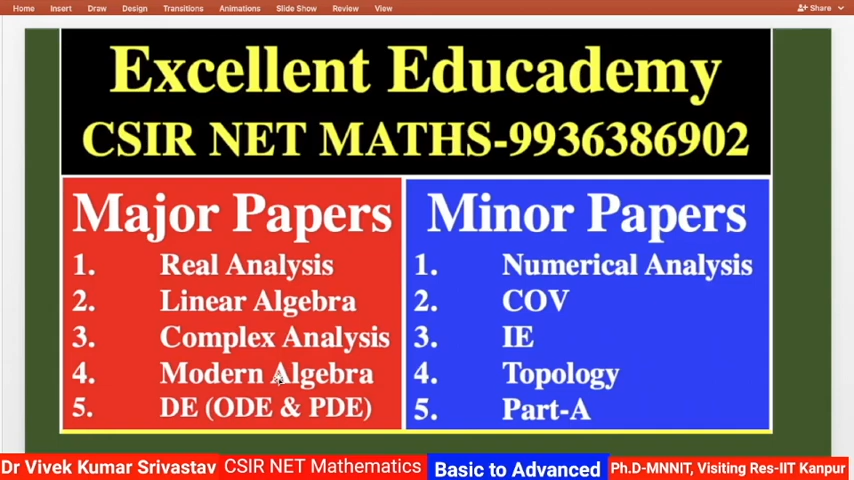 Home Insert Draw Design Transitions Animations Slide Show Review View Share
Excellent Educademy
CSIR NET MATHS-9936386902
Major Papers
1. Real Analysis
2. Linear Algebra
3. Complex Analysis
4. Modern Algebra
5. DE (ODE & PDE)
Minor Papers
1. Numerical Analysis
2. COV
3. IE
4. Topology
5. Part-A
Dr Vivek Kumar Srivastav CSIR NET Mathematics Basic to Advanced Ph.D-MNNIT, Visiting Res-IIT Kanpur